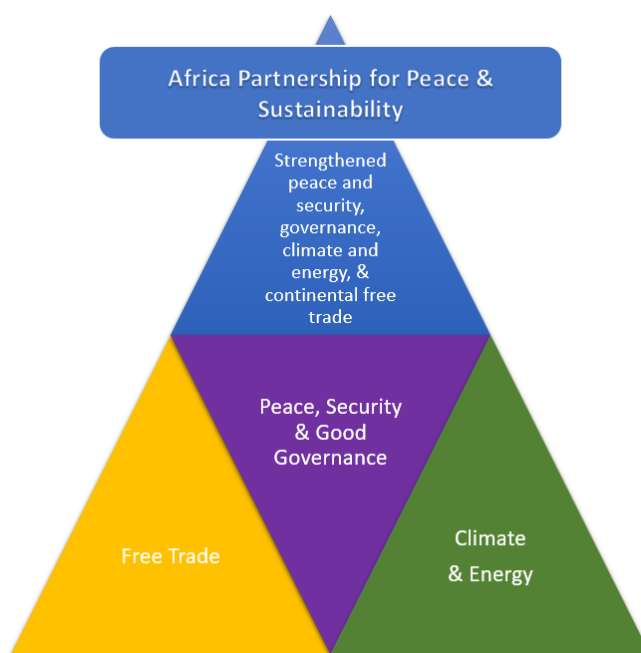 Africa Partnership for Peace &
Sustainability
Strengthened
peace and
security,
governance,
climate and
energy, &
continental free
trade
Peace, Security
& Good
Governance
Free Trade
Climate
& Energy